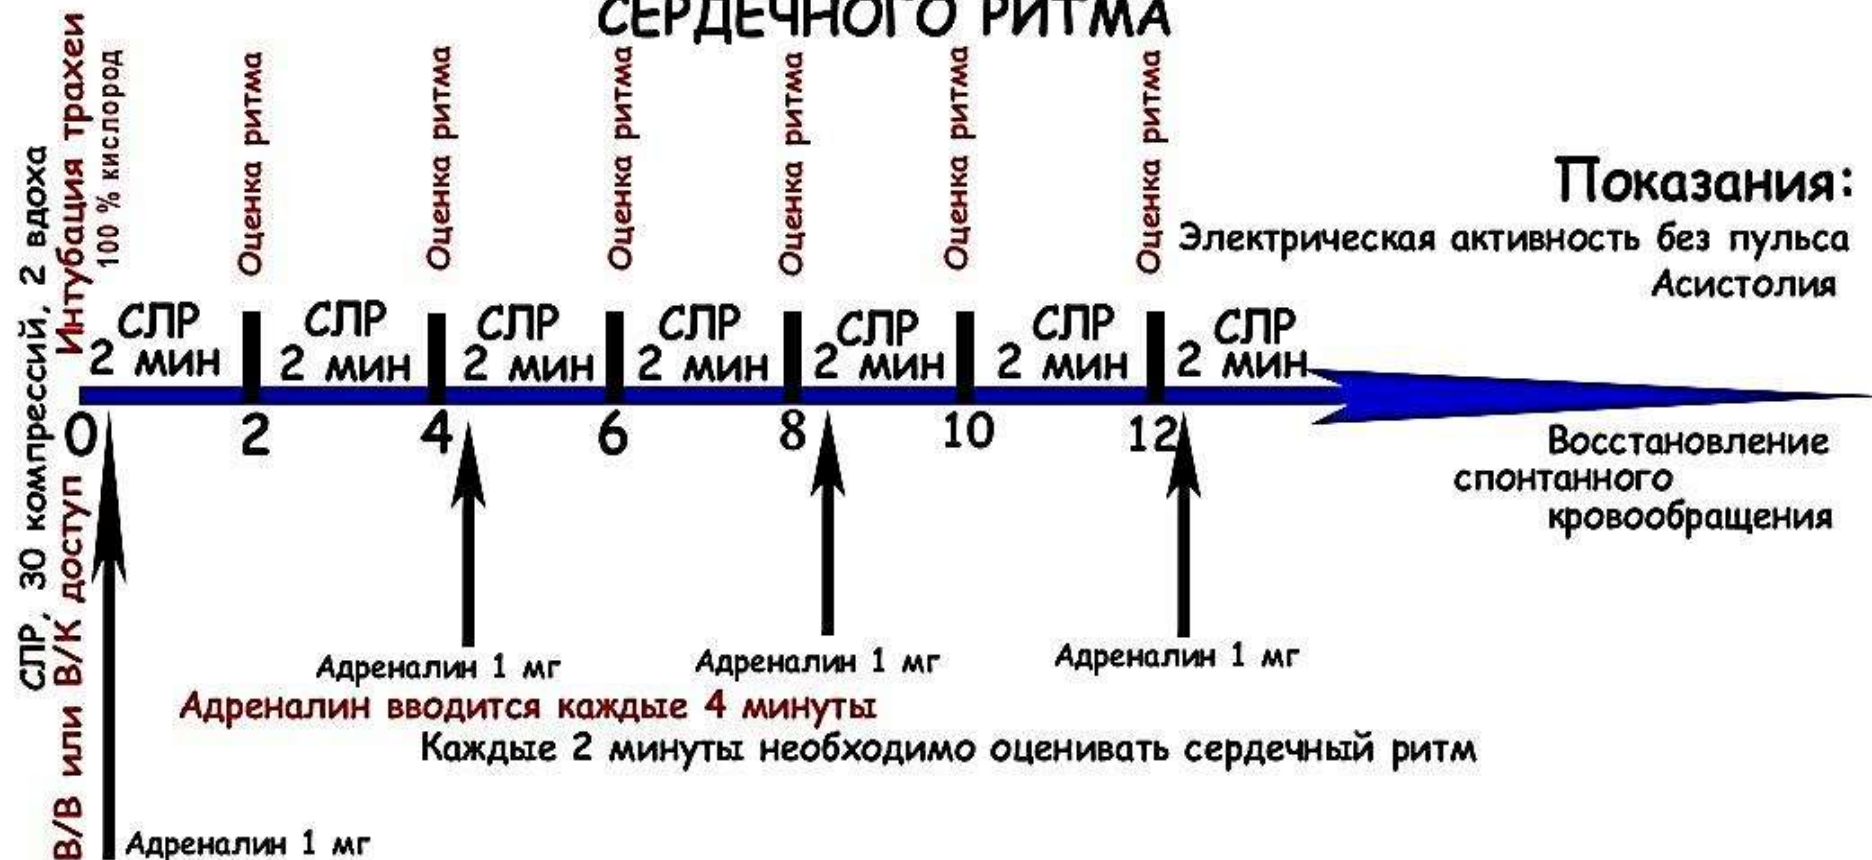 СЕРДЕЧНОГО РИТМА
СЛР, 30 компрессий, 2 вдоха
Интубация трахеи
100 % кислород
Оценка ритма
Оценка ритма
Оценка ритма
Оценка ритма
Оценка ритма
Оценка ритма
Показания:
Электрическая активность без пульса
Асистолия
СЛР
2 мин
СЛР
2 мин
СЛР
2 мин
СЛР
2 мин
СЛР
2 мин
СЛР
2 мин
СЛР
2 мин
0 2 4 6 8 10 12
Восстановление
спонтанного
кровообращения
В/В или В/К доступ
Адреналин 1 мг
Адреналин 1 мг
Адреналин 1 мг
Адреналин вводится каждые 4 минуты
Каждые 2 минуты необходимо оценивать сердечный ритм
Адреналин 1 мг